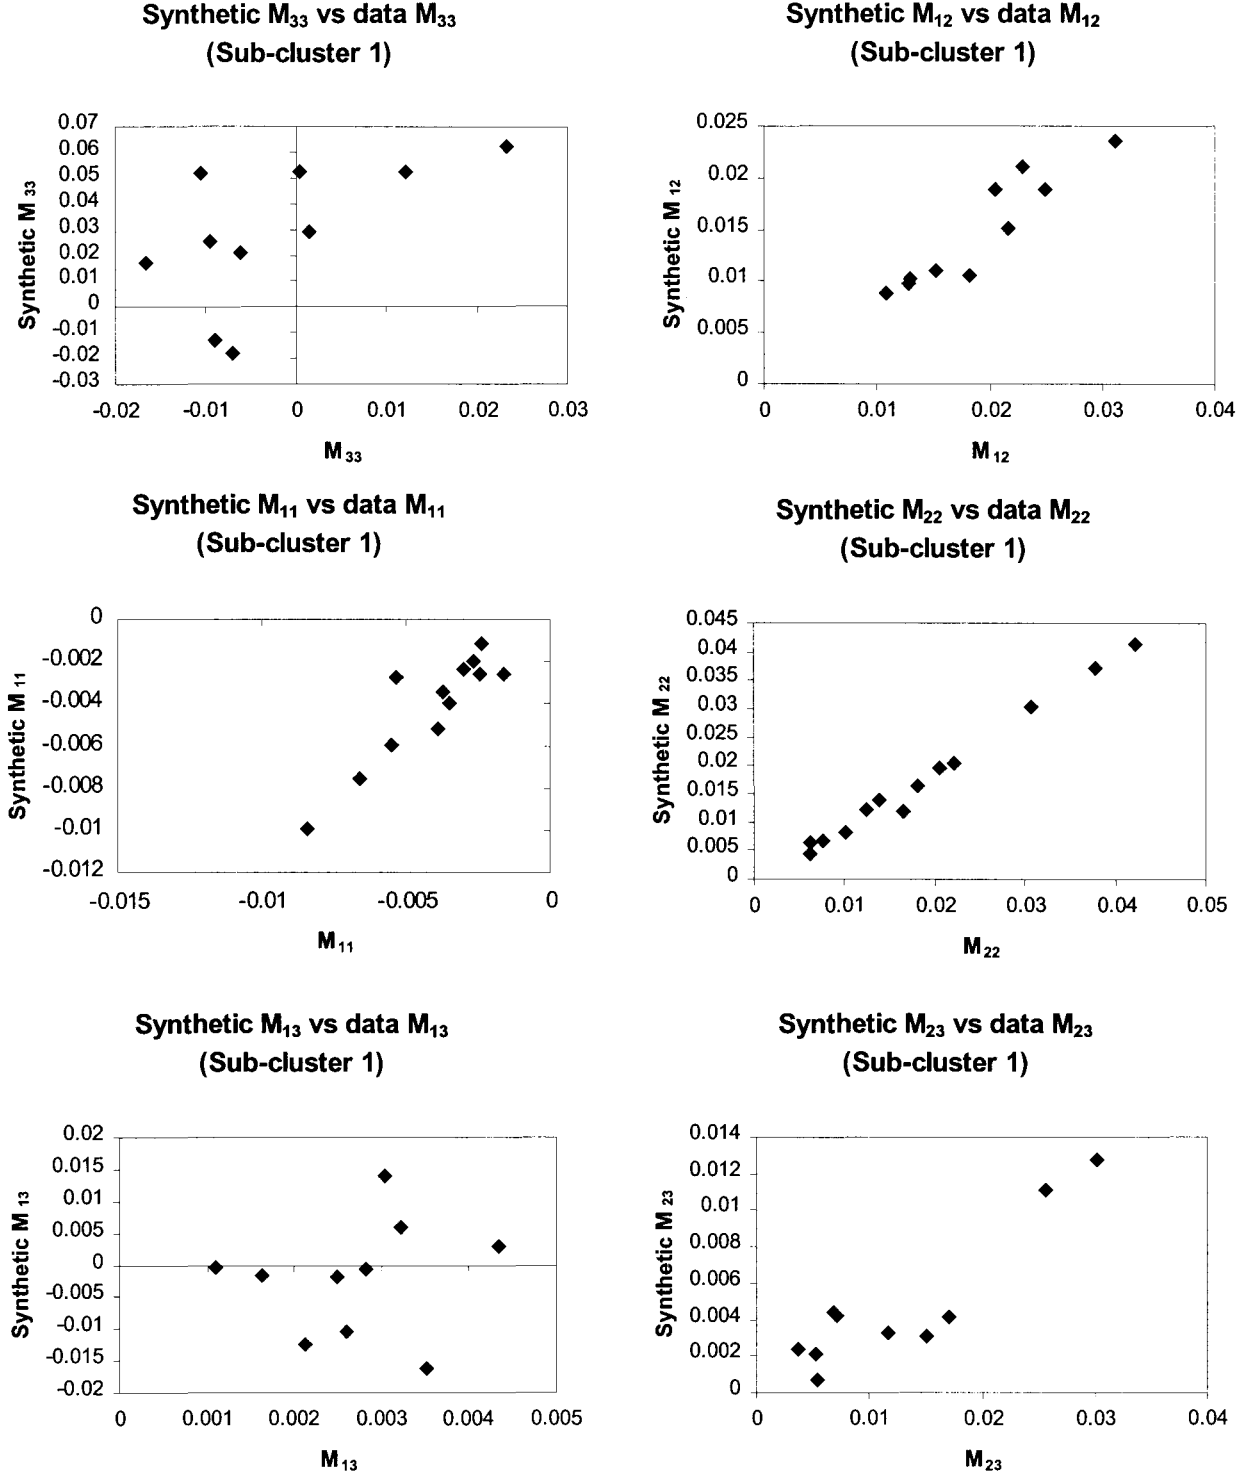 Synthetic M33 vs data M33
(Sub-cluster 1)
0.07
0.06
0.05
0.04
0.03
0.02
0.01
0
-0.01
-0.02
-0.03
Synthetic M 33
-0.02 -0.01 0 0.01 0.02 0.03
M 33
Synthetic M12 vs data M12
(Sub-cluster 1)
0.025
0.02
0.015
0.01
0.005
0
Synthetic M 12
0 0.01 0.02 0.03 0.04
M 12
Synthetic M11 vs data M11
(Sub-cluster 1)
0
-0.002
-0.004
-0.006
-0.008
-0.01
-0.012
Synthetic M 11
-0.015 -0.01 -0.005 0
M 11
Synthetic M22 vs data M22
(Sub-cluster 1)
0.045
0.04
0.035
0.03
0.025
0.02
0.015
0.01
0.005
0
Synthetic M 22
0 0.01 0.02 0.03 0.04 0.05
M 22
Synthetic M13 vs data M13
(Sub-cluster 1)
0.02
0.015
0.01
0.005
0
-0.005
-0.01
-0.015
-0.02
Synthetic M 13
0 0.001 0.002 0.003 0.004 0.005
M 13
Synthetic M23 vs data M23
(Sub-cluster 1)
0.014
0.012
0.01
0.008
0.006
0.004
0.002
0
Synthetic M 23
0 0.01 0.02 0.03 0.04
M 23